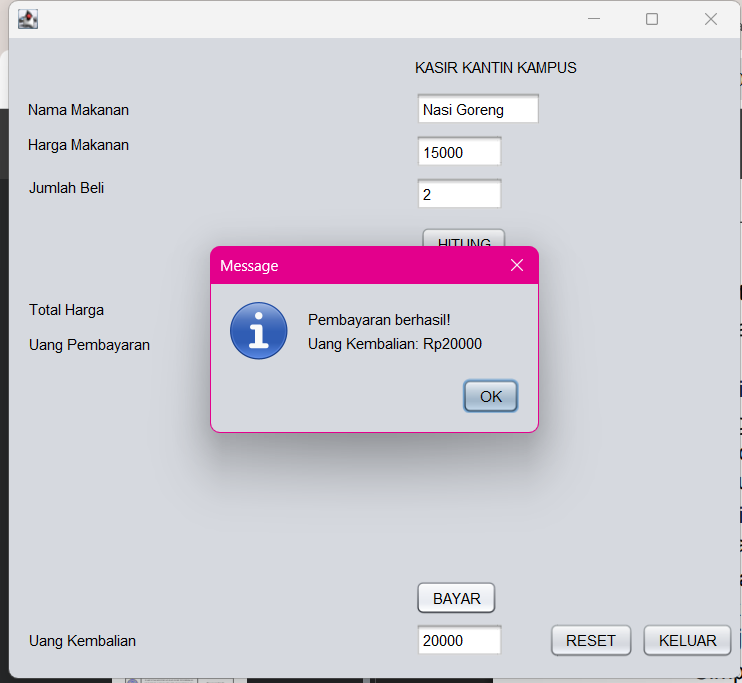 KASIR KANTIN KAMPUS
Nama Makanan
Nasi Goreng
Harga Makanan
15000
Jumlah Beli
2
HITUNG
Message
Pembayaran berhasil!
Uang Kembalian: Rp20000
OK
Total Harga
Uang Pembayaran
BAYAR
Uang Kembalian
20000
RESET
KELUAR